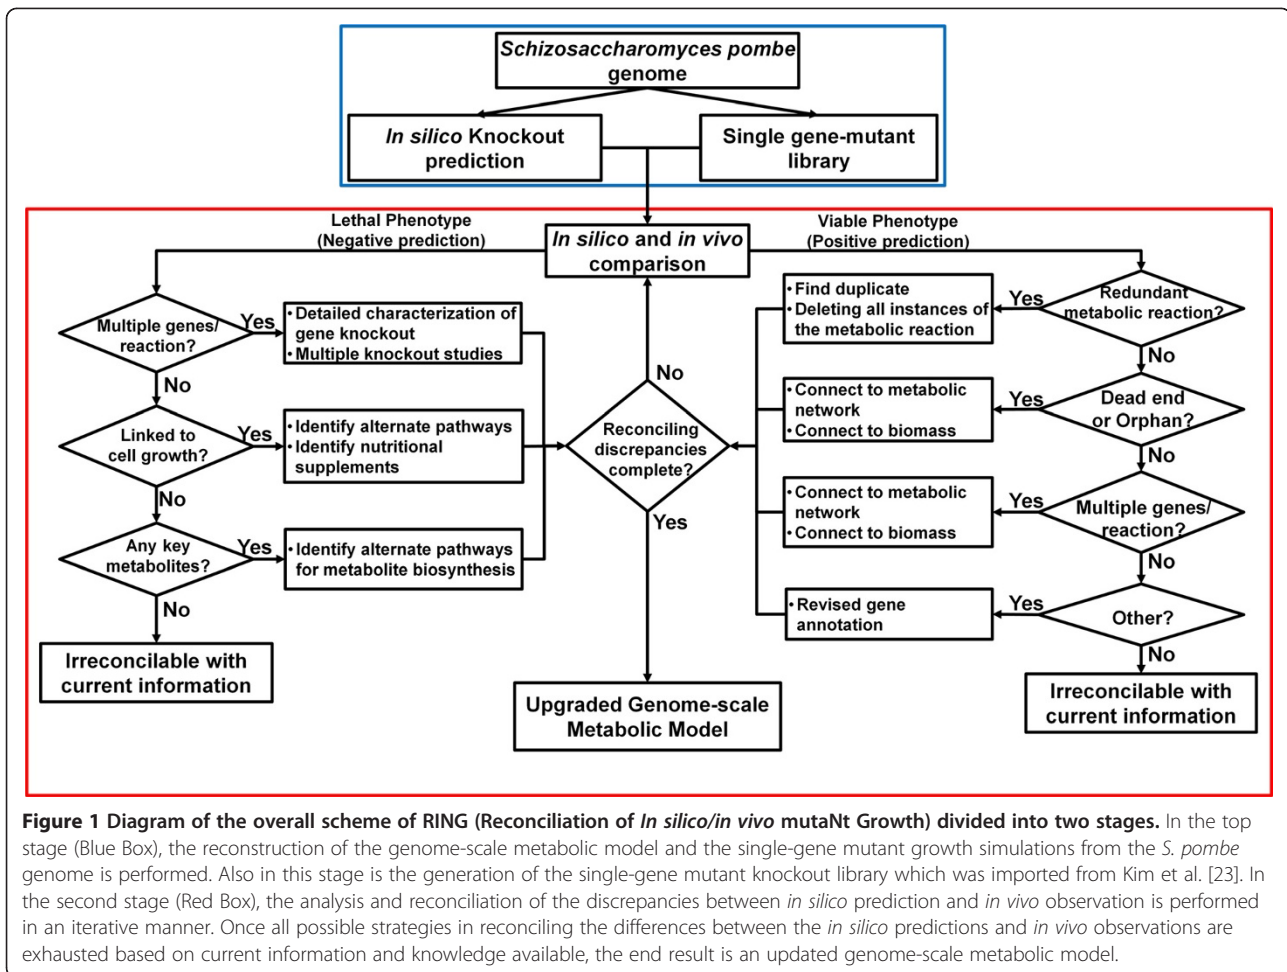 Schizosaccharomyces pombe
genome
In silico Knockout
prediction
Single gene-mutant
library
Lethal Phenotype
(Negative prediction)
In silico and in vivo
comparison
Viable Phenotype
(Positive prediction)
Multiple genes/
reaction?
Yes
• Detailed characterization of
gene knockout
• Multiple knockout studies
No
Linked to
cell growth?
Yes
• Identify alternate pathways
• Identify nutritional
supplements
No
Any key
metabolites?
Yes
• Identify alternate pathways
for metabolite biosynthesis
No
Irreconcilable with
current information
No
Reconciling
discrepancies
complete?
Yes
Upgraded Genome-scale
Metabolic Model
Redundant
metabolic reaction?
Yes
• Find duplicate
• Deleting all instances of
the metabolic reaction
No
Dead end
or Orphan?
Yes
• Connect to metabolic
network
• Connect to biomass
No
Multiple genes/
reaction?
Yes
• Connect to metabolic
network
• Connect to biomass
No
Other?
Yes
• Revised gene
annotation
No
Irreconcilable with
current information
Figure 1 Diagram of the overall scheme of RING (Reconciliation of In silico/in vivo mutaNt Growth) divided into two stages. In the top
stage (Blue Box), the reconstruction of the genome-scale metabolic model and the single-gene mutant growth simulations from the S. pombe
genome is performed. Also in this stage is the generation of the single-gene mutant knockout library which was imported from Kim et al. [23]. In
the second stage (Red Box), the analysis and reconciliation of the discrepancies between in silico prediction and in vivo observation is performed
in an iterative manner. Once all possible strategies in reconciling the differences between the in silico predictions and in vivo observations are
exhausted based on current information and knowledge available, the end result is an updated genome-scale metabolic model.